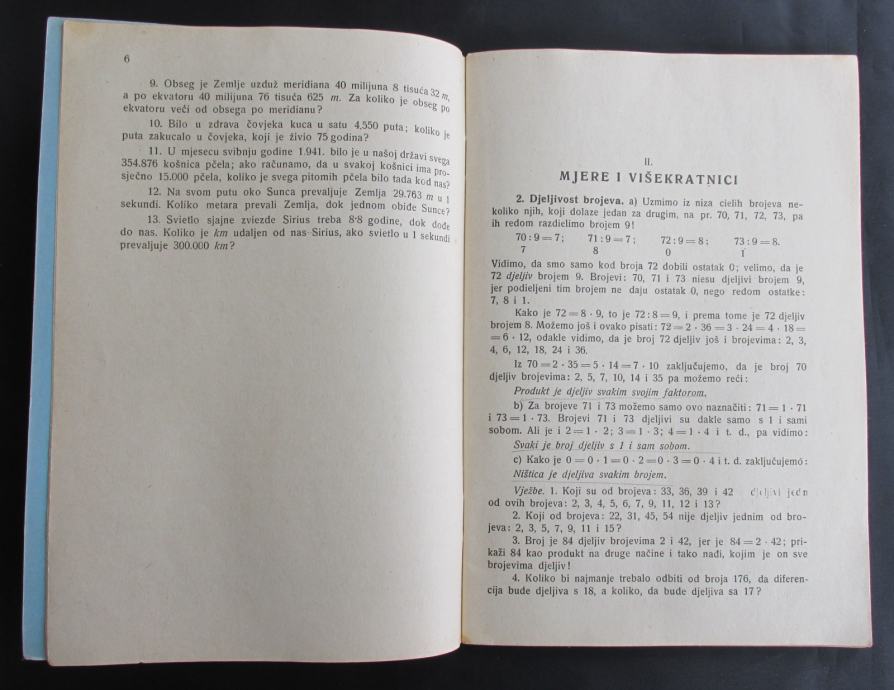 6
9. Obseg je Zemlje uzduž meridiana 40 milijuna 8 tisuća 32 m,
a po ekvatoru 40 milijuna 76 tisuća 625 m. Za koliko je obseg po
ekvatoru veći od obsega po meridianu?
10. Bilo u zdrava čovjeka kuca u satu 4,550 puta; koliko je
puta zakucalo u čovjeka, koji je živio 75 godina?
11. U mjesecu svibnju godine 1.941. bilo je u našoj državi svega
354.876 košnica pčela; ako računamo, da u svakoj košnici ima pro-
sječno 15.000 pčela, koliko je svega pitomih pčela bilo tada kod nas?
12. Na svom putu oko Sunca prevaljuje Zemlja 29.763 m u 1
sekundi. Koliko metara prevali Zemlja, dok jednom obiđe Sunce?
13. Svietlo sjajne zviezde Sirius treba 8·8 godine, dok dođe
do nas. Koliko je km udaljen od nas Sirius, ako svietlo u 1 sekundi
prevaljuje 300.000 km?
II.
MJERE I VIŠEKRATNICI
2. Djeljivost brojeva. a) Uzmimo iz niza cielih brojeva ne-
koliko njih, koji dolaze jedan za drugim, na pr. 70, 71, 72, 73, pa
ih redom razdielimo brojem 9!
70 : 9 = 7; 71 : 9 = 7; 72 : 9 = 8; 73 : 9 = 8.
7 8 0 1
Vidimo, da smo samo kod broja 72 dobili ostatak 0; velimo, da je
72 djeljiv brojem 9. Brojevi: 70, 71 i 73 niesu djeljivi brojem 9,
jer podieljeni tim brojem ne daju ostatak 0, nego redom ostatke:
7, 8 i 1.
Kako je 72 = 8 · 9, to je 72 : 8 = 9, i prema tome je 72 djeljiv
brojem 8. Možemo još i ovako pisati: 72 = 2 · 36 = 3 · 24 = 4 · 18 =
= 6 · 12, odakle vidimo, da je broj 72 djeljiv još i brojevima: 2, 3,
4, 6, 12, 18, 24 i 36.
Iz 70 = 2 · 35 = 5 · 14 = 7 · 10 zaključujemo, da je broj 70
djeljiv brojevima: 2, 5, 7, 10, 14 i 35 pa možemo reći:
Produkt je djeljiv svakim svojim faktorom.
b) Za brojeve 71 i 73 možemo samo ovo naznačiti: 71 = 1 · 71
i 73 = 1 · 73. Brojevi 71 i 73 djeljivi su dakle samo s 1 i sami
sobom. Ali je i 2 = 1 · 2; 3 = 1 · 3; 4 = 1 · 4 i t. d., pa vidimo:
Svaki je broj djeljiv s 1 i sam sobom.
c) Kako je 0 = 0 · 1 = 0 · 2 = 0 · 3 = 0 · 4 i t. d. zaključujemo:
Ništica je djeljiva svakim brojem.
Vježbe. 1. Koji su od brojeva: 33, 36, 39 i 42 djeljivi jedn
od ovih brojeva: 2, 3, 4, 5, 6, 7, 9, 11, 12 i 13?
2. Koji od brojeva: 22, 31, 45, 54 nije djeljiv jednim od bro-
jeva: 2, 3, 5, 7, 9, 11 i 15?
3. Broj je 84 djeljiv brojevima 2 i 42, jer je 84 = 2 · 42; pri-
kaži 84 kao produkt na druge načine i tako nađi, kojim je on sve
brojevima djeljiv!
4. Koliko bi najmanje trebalo odbiti od broja 176, da diferen-
cija bude djeljiva s 18, a koliko, da bude djeljiva sa 17?